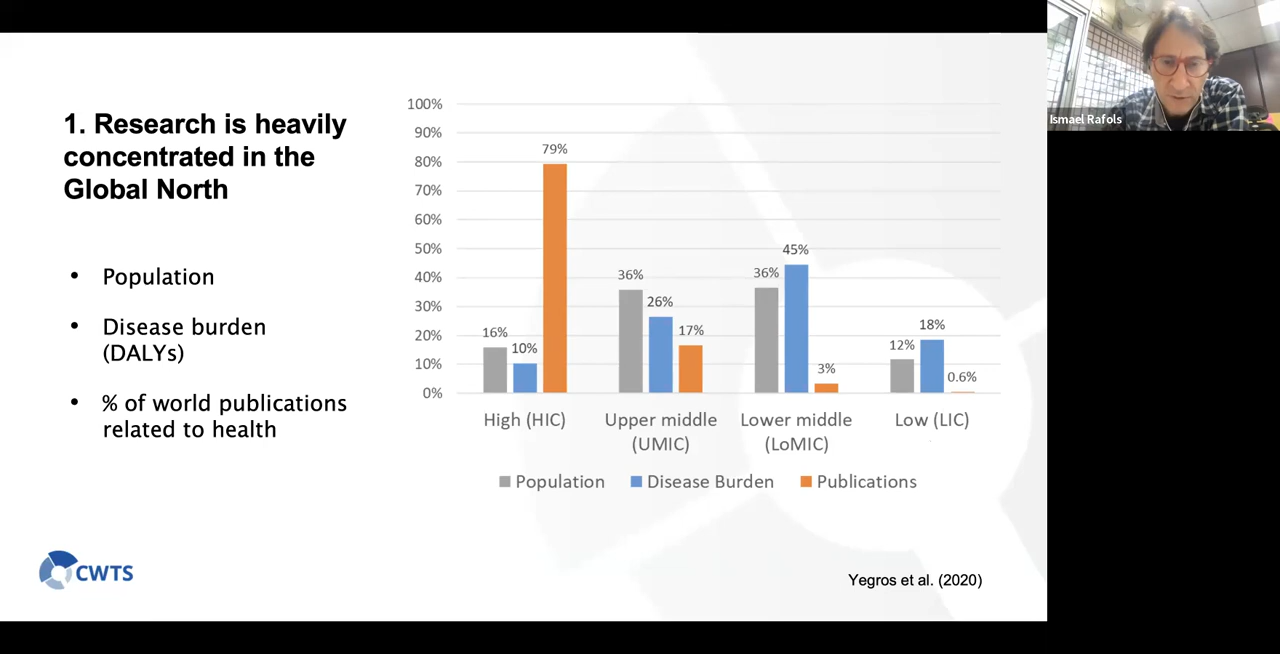 1. Research is heavily
concentrated in the
Global North
• Population
• Disease burden
(DALYs)
• % of world publications
related to health
100%
90%
80%
70%
60%
50%
40%
30%
20%
10%
0%
16%
10%
79%
36%
26%
17%
36%
45%
3%
12%
18%
0.6%
High (HIC)
Upper middle
(UMIC)
Lower middle
(LoMIC)
Low (LIC)
Population
Disease Burden
Publications
CWTS
Yegros et al. (2020)
Ismael Rafols